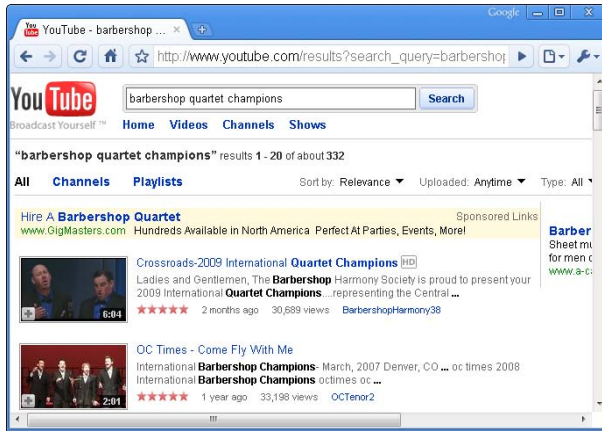 Google
YouTube - barbershop ...
http://www.youtube.com/results?search_query=barbershop
You Tube
Broadcast Yourself ™
barbershop quartet champions
Search
Home Videos Channels Shows
"barbershop quartet champions" results 1 - 20 of about 332
All Channels Playlists Sort by: Relevance ▼ Uploaded: Anytime ▼ Type: All
Hire A Barbershop Quartet Sponsored Links
www.GigMasters.com Hundreds Available in North America Perfect At Parties, Events, More!
Barber
Sheet mu
for men
www.a-c
Crossroads-2009 International Quartet Champions HD
Ladies and Gentlemen, The Barbershop Harmony Society is proud to present your
2009 International Quartet Champions....representing the Central ...
6:04
2 months ago 30,689 views BarbershopHarmony38
OC Times - Come Fly With Me
International Barbershop Champions- March, 2007 Denver, CO ... oc times 2008
International Barbershop Champions octimes oc ...
2:01
1 year ago 33,198 views OCTenor2